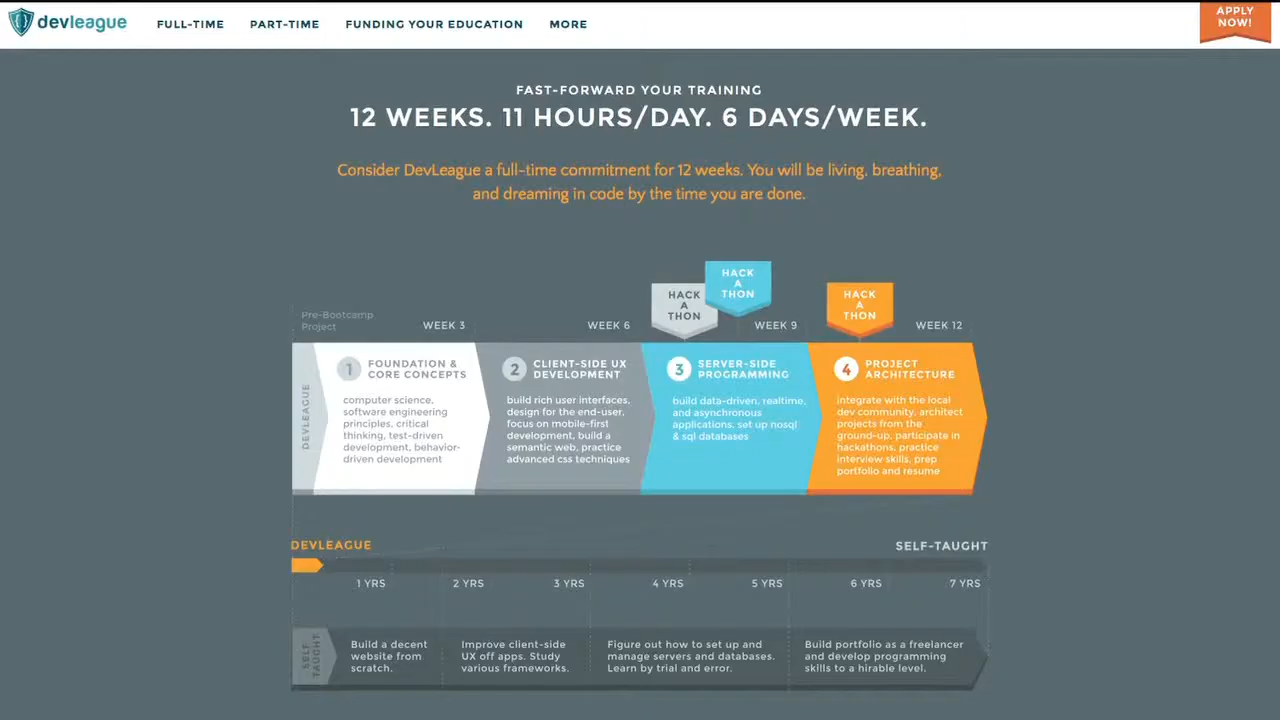 devleague
FULL-TIME PART-TIME FUNDING YOUR EDUCATION MORE
APPLY
NOW!
FAST-FORWARD YOUR TRAINING
12 WEEKS. 11 HOURS/DAY. 6 DAYS/WEEK.
Consider DevLeague a full-time commitment for 12 weeks. You will be living, breathing,
and dreaming in code by the time you are done.
HACK
A
THON
HACK
A
THON
HACK
A
THON
Pre-Bootcamp
Project
WEEK 3
WEEK 6
WEEK 9
WEEK 12
DEVLEAGUE
1
FOUNDATION &
CORE CONCEPTS
computer science,
software engineering
principles, critical
thinking, test-driven
development, behavior-
driven development
2
CLIENT-SIDE UX
DEVELOPMENT
build rich user interfaces,
design for the end-user,
focus on mobile-first
development, build a
semantic web, practice
advanced css techniques
3
SERVER-SIDE
PROGRAMMING
build data-driven, realtime,
and asynchronous
applications, set up nosql
& sql databases
4
PROJECT
ARCHITECTURE
integrate with the local
dev community, architect
projects from the
ground-up, participate in
hackathons, practice
interview skills, prep
portfolio and resume
DEVLEAGUE
SELF-TAUGHT
1 YRS 2 YRS 3 YRS 4 YRS 5 YRS 6 YRS 7 YRS
SELF
TAUGHT
Build a decent
website from
scratch.
Improve client-side
UX off apps. Study
various frameworks.
Figure out how to set up and
manage servers and databases.
Learn by trial and error.
Build portfolio as a freelancer
and develop programming
skills to a hirable level.